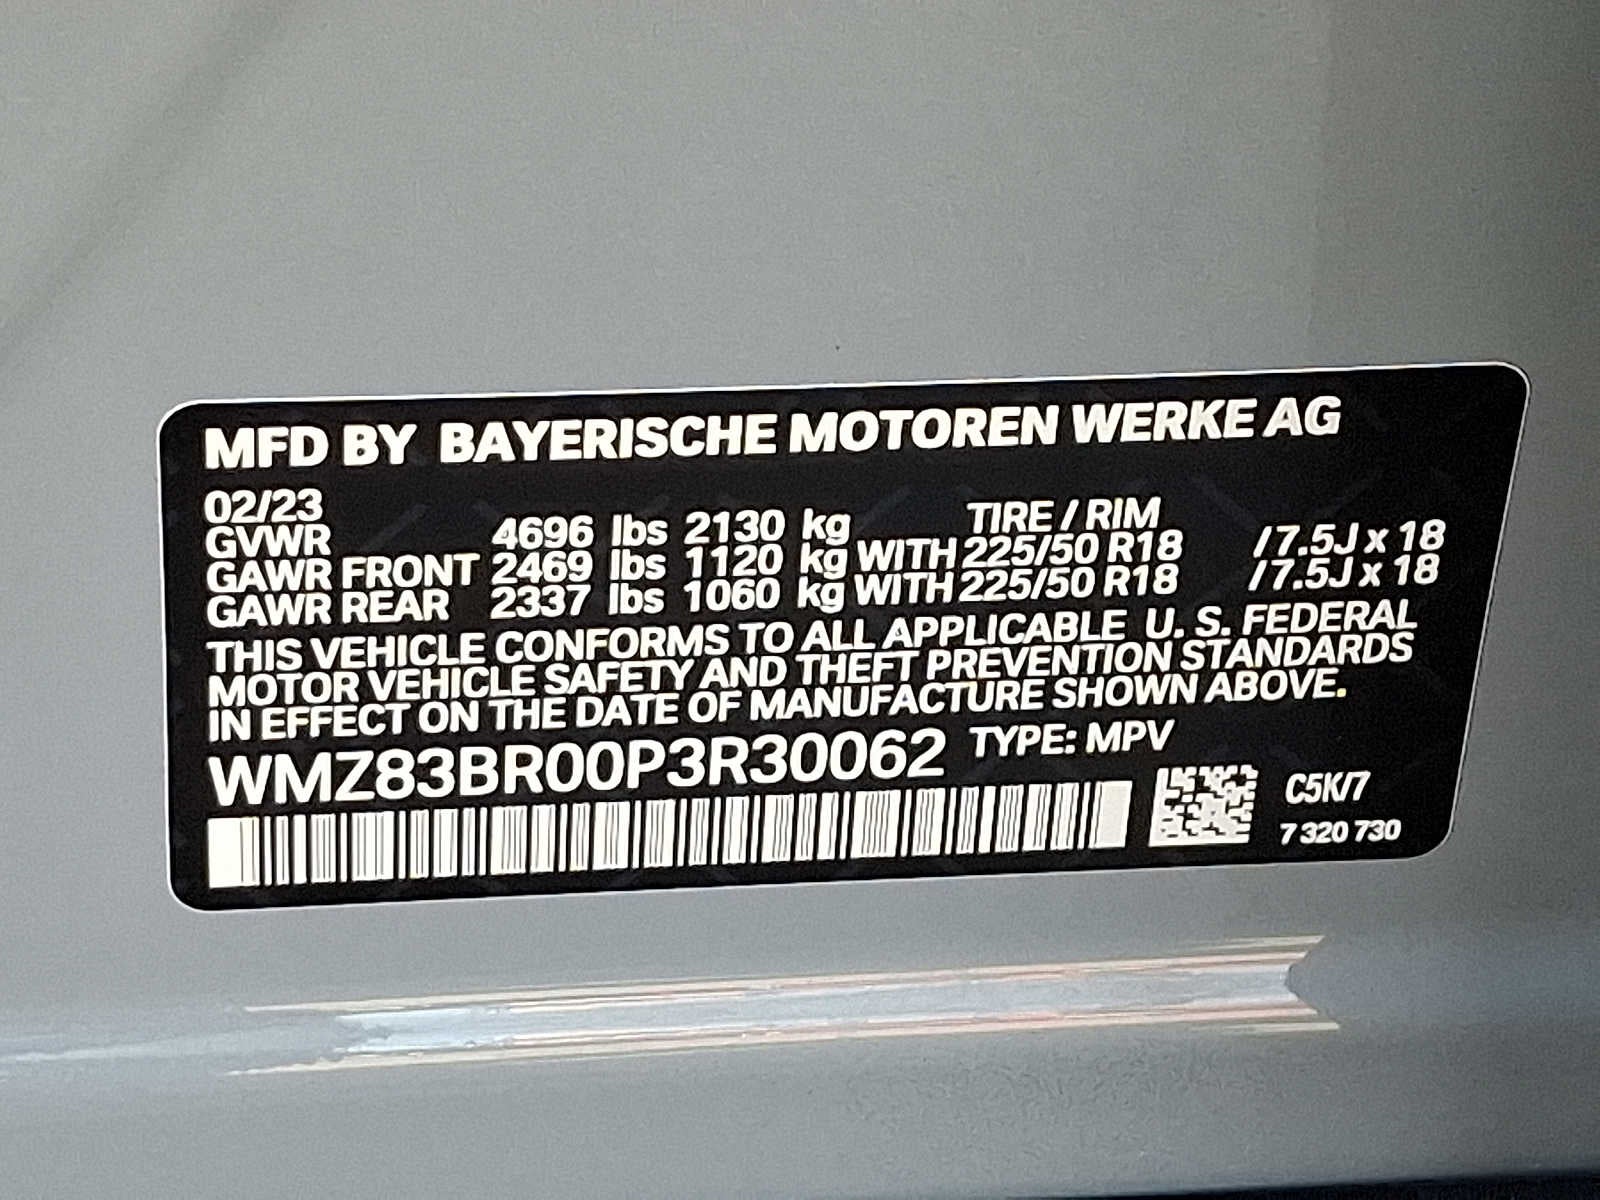 MFD BY BAYERISCHE MOTOREN WERKE AG
02/23 TIRE / RIM
GVWR 4696 lbs 2130 kg
GAWR FRONT 2469 lbs 1120 kg WITH 225/50 R18 / 7.5J x 18
GAWR REAR 2337 lbs 1060 kg WITH 225/50 R18 / 7.5J x 18
THIS VEHICLE CONFORMS TO ALL APPLICABLE U. S. FEDERAL
MOTOR VEHICLE SAFETY AND THEFT PREVENTION STANDARDS
IN EFFECT ON THE DATE OF MANUFACTURE SHOWN ABOVE.
WMZ83BR00P3R30062 TYPE: MPV
C5K/7
7 320 730